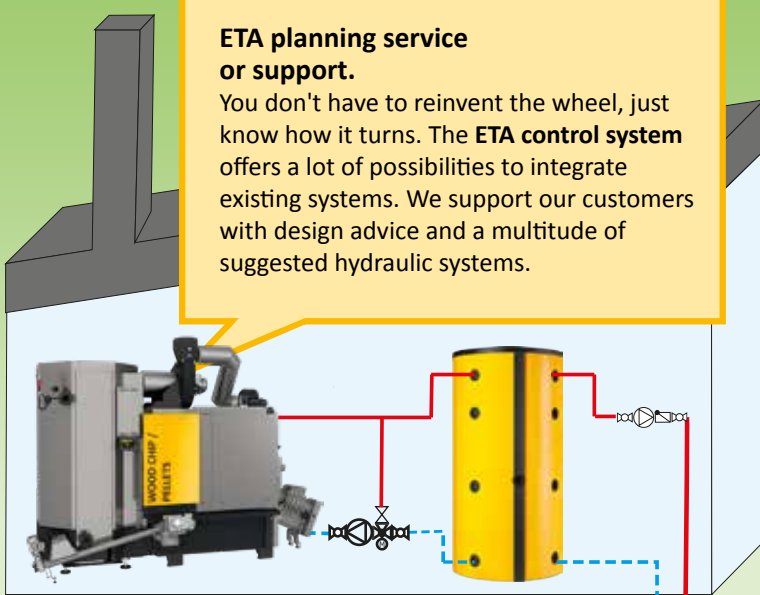 ETA planning service
or support.
You don't have to reinvent the wheel, just
know how it turns. The ETA control system
offers a lot of possibilities to integrate
existing systems. We support our customers
with design advice and a multitude of
suggested hydraulic systems.
WOOD CHIP /
PELLETS
M